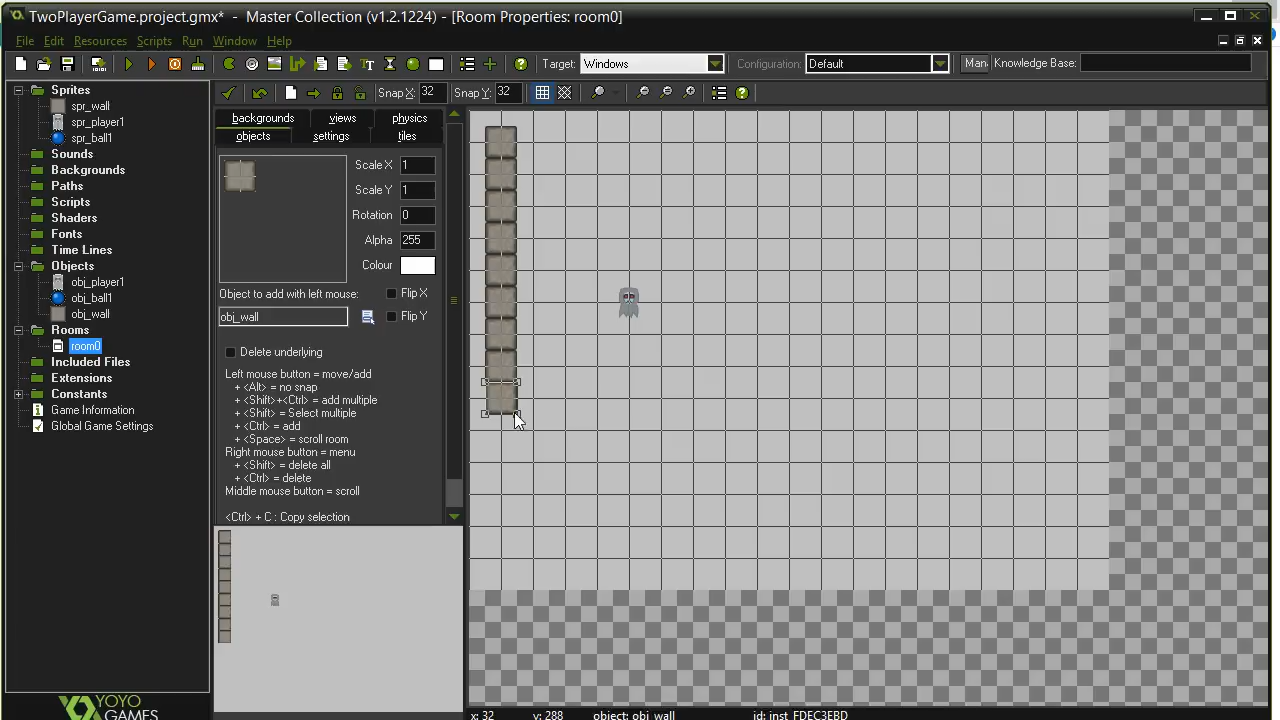 TwoPlayerGame.project.gmx* - Master Collection (v1.2.1224) - [Room Properties: room0]
File Edit Resources Scripts Run Window Help
Target: Windows Configuration: Default Man Knowledge Base:
Snap X: 32 Snap Y: 32
Sprites
spr_wall
spr_player1
spr_ball1
Sounds
Backgrounds
Paths
Scripts
Shaders
Fonts
Time Lines
Objects
obj_player1
obj_ball1
obj_wall
Rooms
room0
Included Files
Extensions
Constants
Game Information
Global Game Settings
YOYO
GAMES
backgrounds views physics
objects settings tiles
Scale X 1
Scale Y 1
Rotation 0
Alpha 255
Colour
Object to add with left mouse: Flip X
obj_wall Flip Y
Delete underlying
Left mouse button = move/add
+ <Alt> = no snap
+ <Shift>+<Ctrl> = add multiple
+ <Shift> = Select multiple
+ <Ctrl> = add
+ <Space> = scroll room
Right mouse button = menu
+ <Shift> = delete all
+ <Ctrl> = delete
Middle mouse button = scroll
<Ctrl> + C : Copy selection
x: 32 y: 288 object: obj_wall id: inst_FDEC3EBD